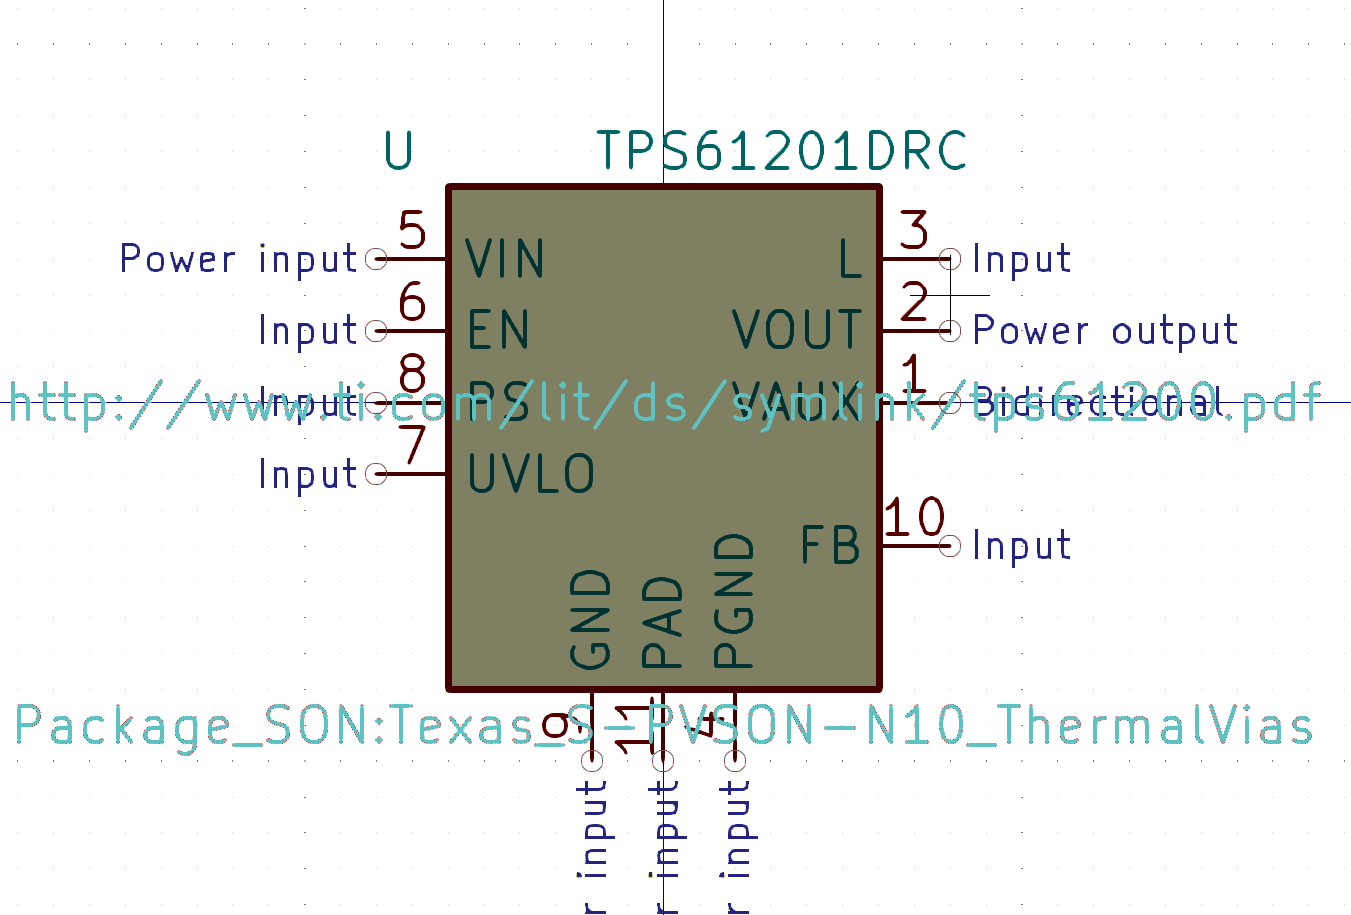 U TPS61201DRC
5 3
Power input VIN L Input
6 2
Input EN VOUT Power output
8 1
Input PS VAUX Bidirectional
http://www.ti.com/lit/ds/symlink/tps61200.pdf
7
Input UVLO
10
FB Input
GND PAD PGND
9 11 4
Package_SON:Texas_S-PVSON-N10_ThermalVias
r input r input r input